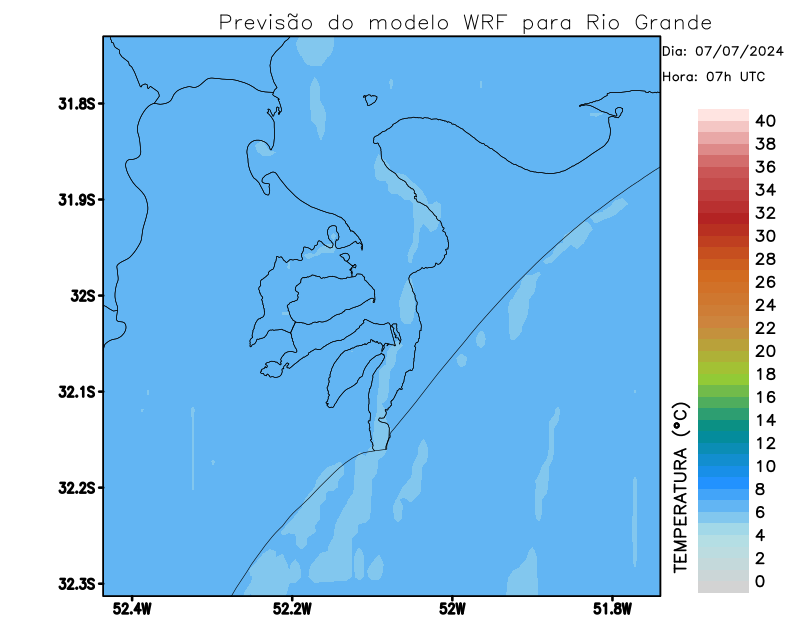 Previsão do modelo WRF para Rio Grande
Dia: 07/07/2024
Hora: 07h UTC
31.8S
31.9S
32S
32.1S
32.2S
32.3S
52.4W
52.2W
52W
51.8W
40
38
36
34
32
30
28
26
24
22
20
18
16
14
12
10
8
6
4
2
0
TEMPERATURA (°C)